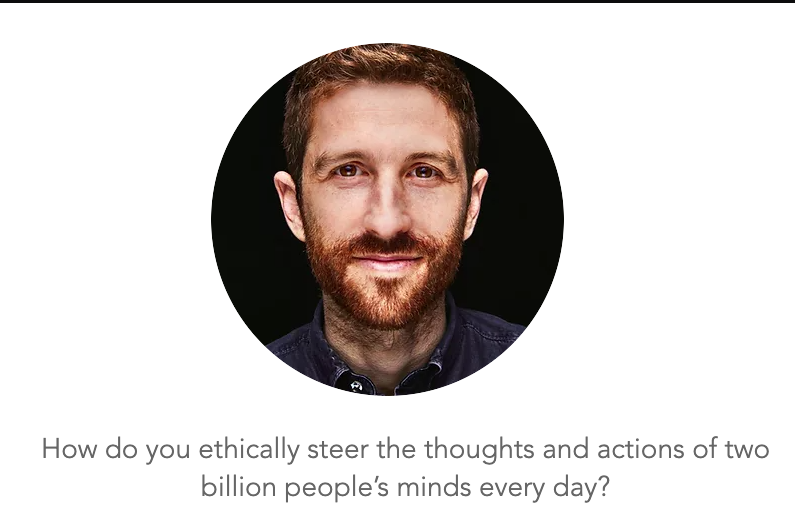 How do you ethically steer the thoughts and actions of two
billion people’s minds every day?